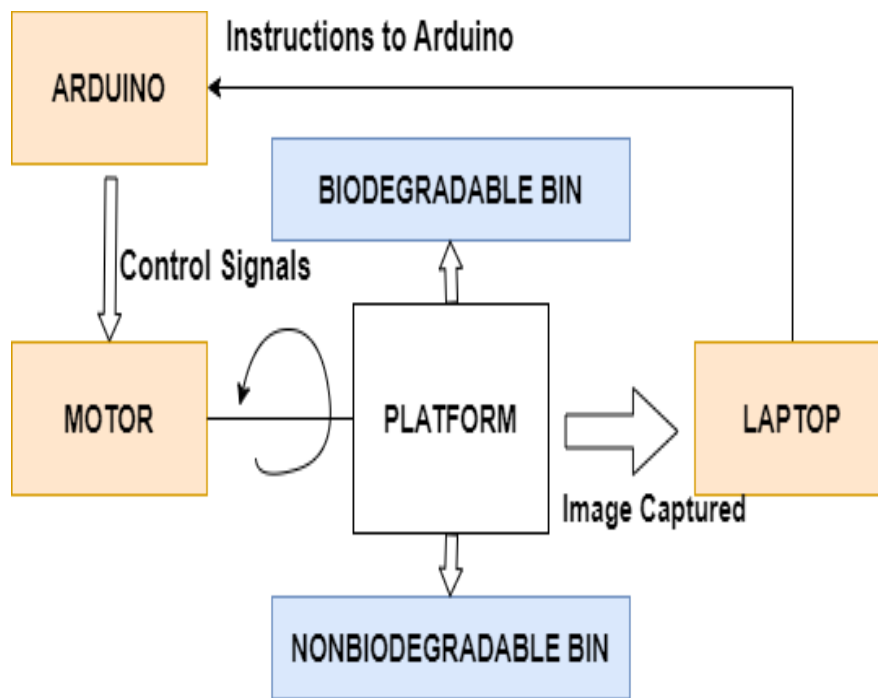 Instructions to Arduino
ARDUINO
BIODEGRADABLE BIN
Control Signals
MOTOR
PLATFORM
LAPTOP
Image Captured
NONBIODEGRADABLE BIN